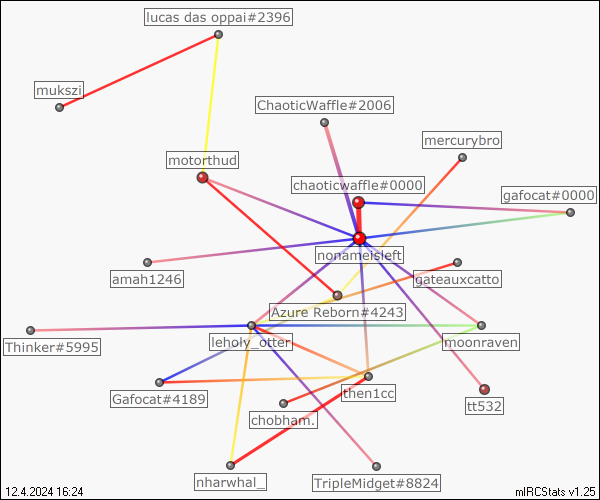 lucas das oppai#2396
mukszi
ChaoticWaffle#2006
mercurybro
motorthud
chaoticwaffle#0000
gafocat#0000
nonameisleft
amah1246
gateauxcatto
Azure Reborn#4243
Thinker#5995
leholy_otter
moonraven
Gafocat#4189
then1cc
tt532
chobham.
nharwhal_
TripleMidget#8824
12.4.2024 16:24
mIRCStats v1.25